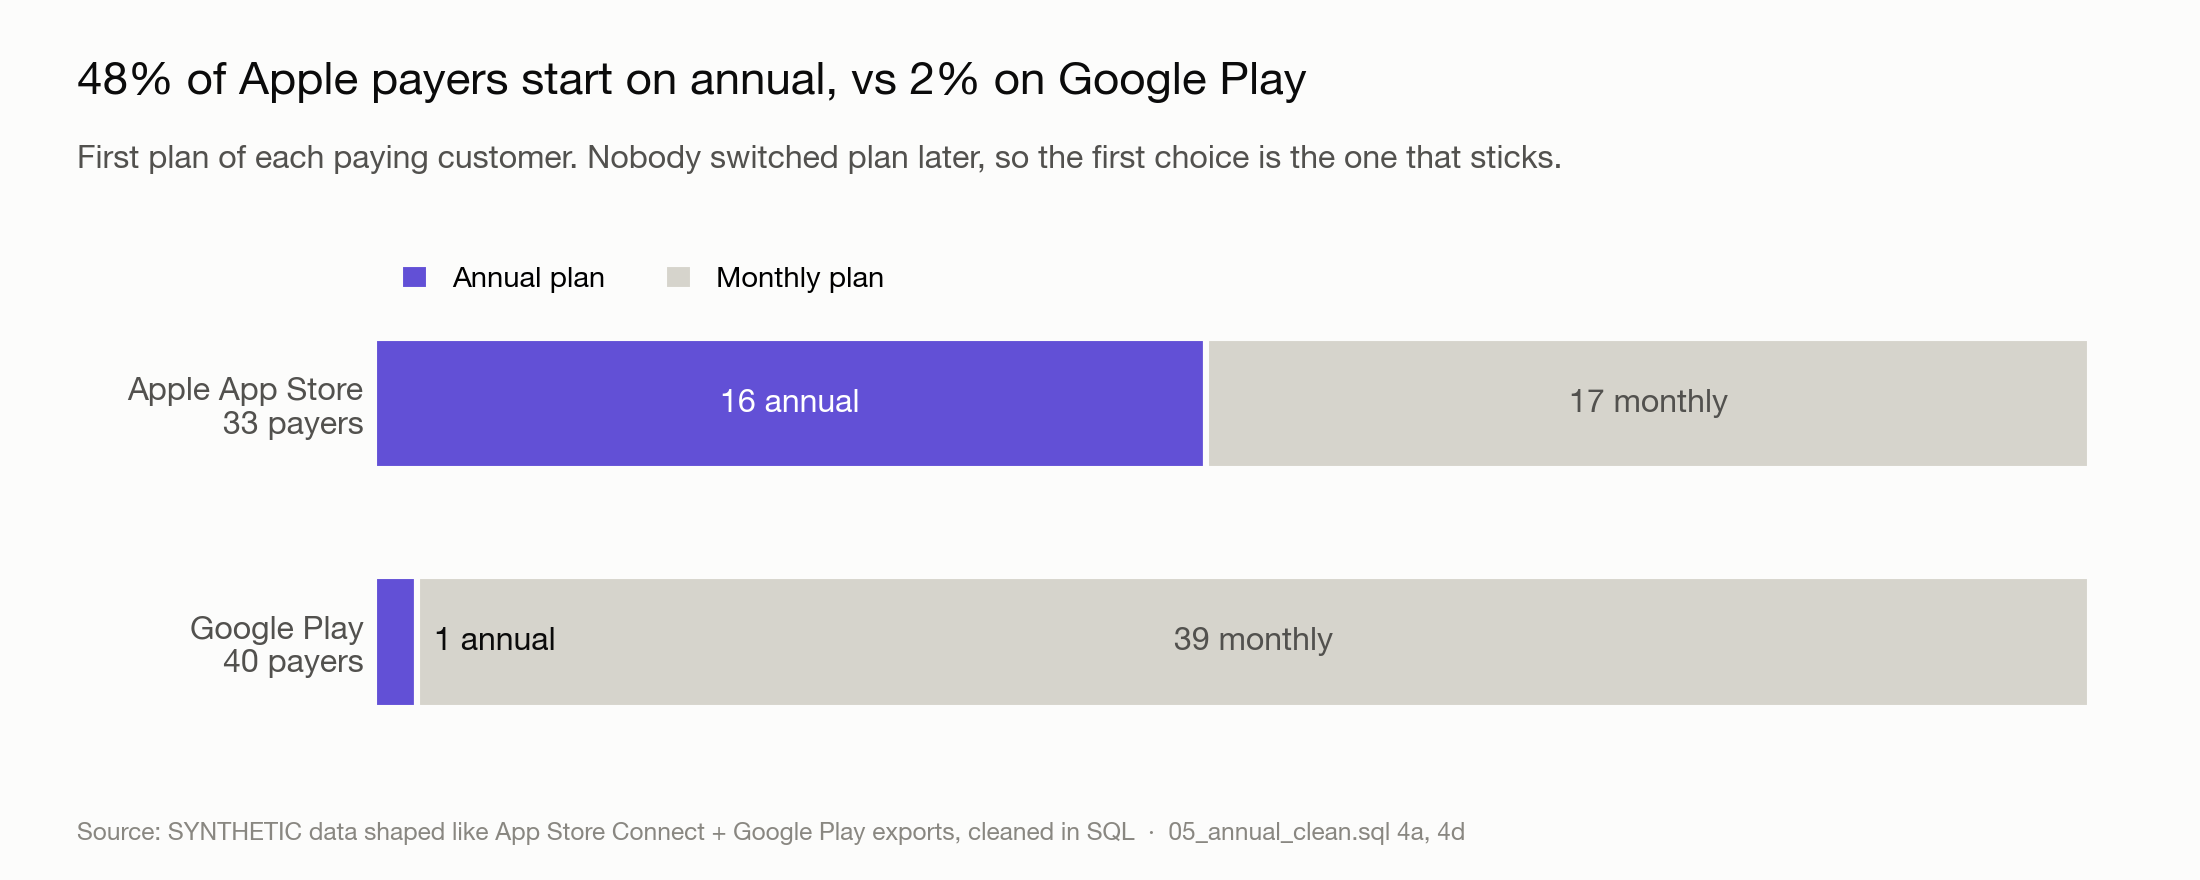 48% of Apple payers start on annual, vs 2% on Google Play
First plan of each paying customer. Nobody switched plan later, so the first choice is the one that sticks.
Annual plan
Monthly plan
Apple App Store
33 payers
16 annual
17 monthly
Google Play
40 payers
1 annual
39 monthly
Source: SYNTHETIC data shaped like App Store Connect + Google Play exports, cleaned in SQL · 05_annual_clean.sql 4a, 4d